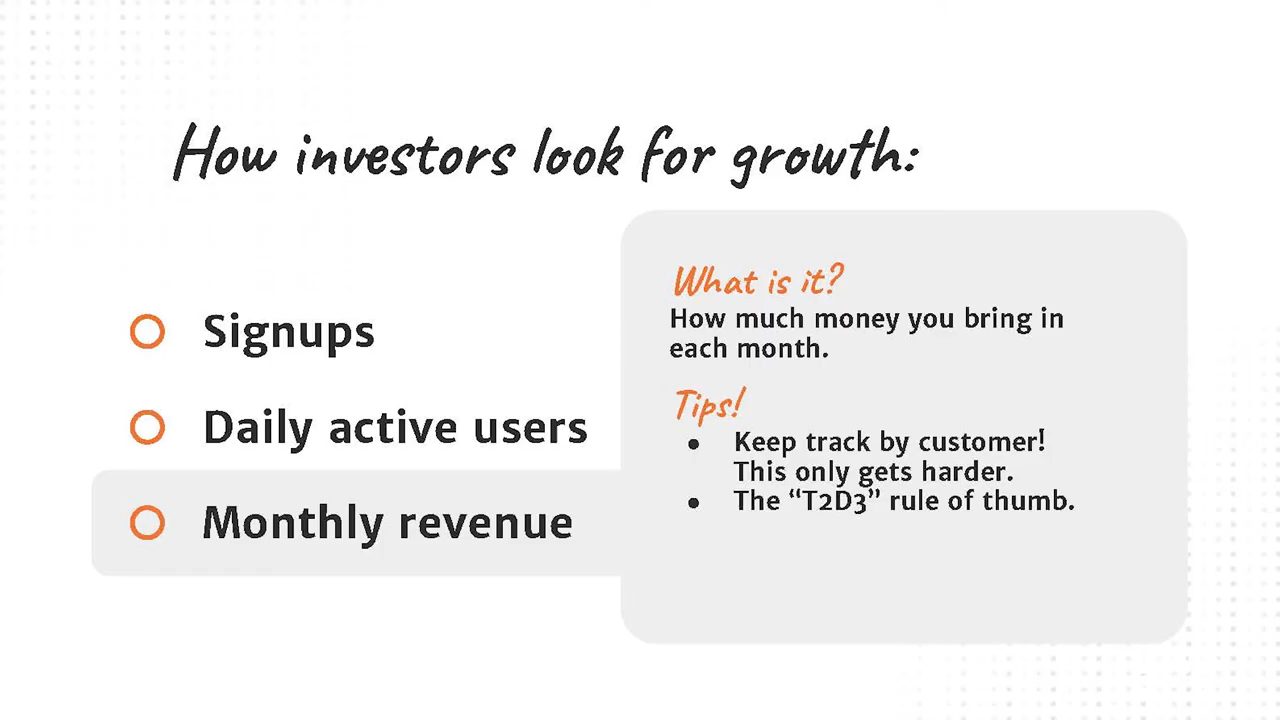 How investors look for growth:
Signups
Daily active users
Monthly revenue
What is it?
How much money you bring in
each month.
Tips!
● Keep track by customer!
This only gets harder.
● The “T2D3” rule of thumb.